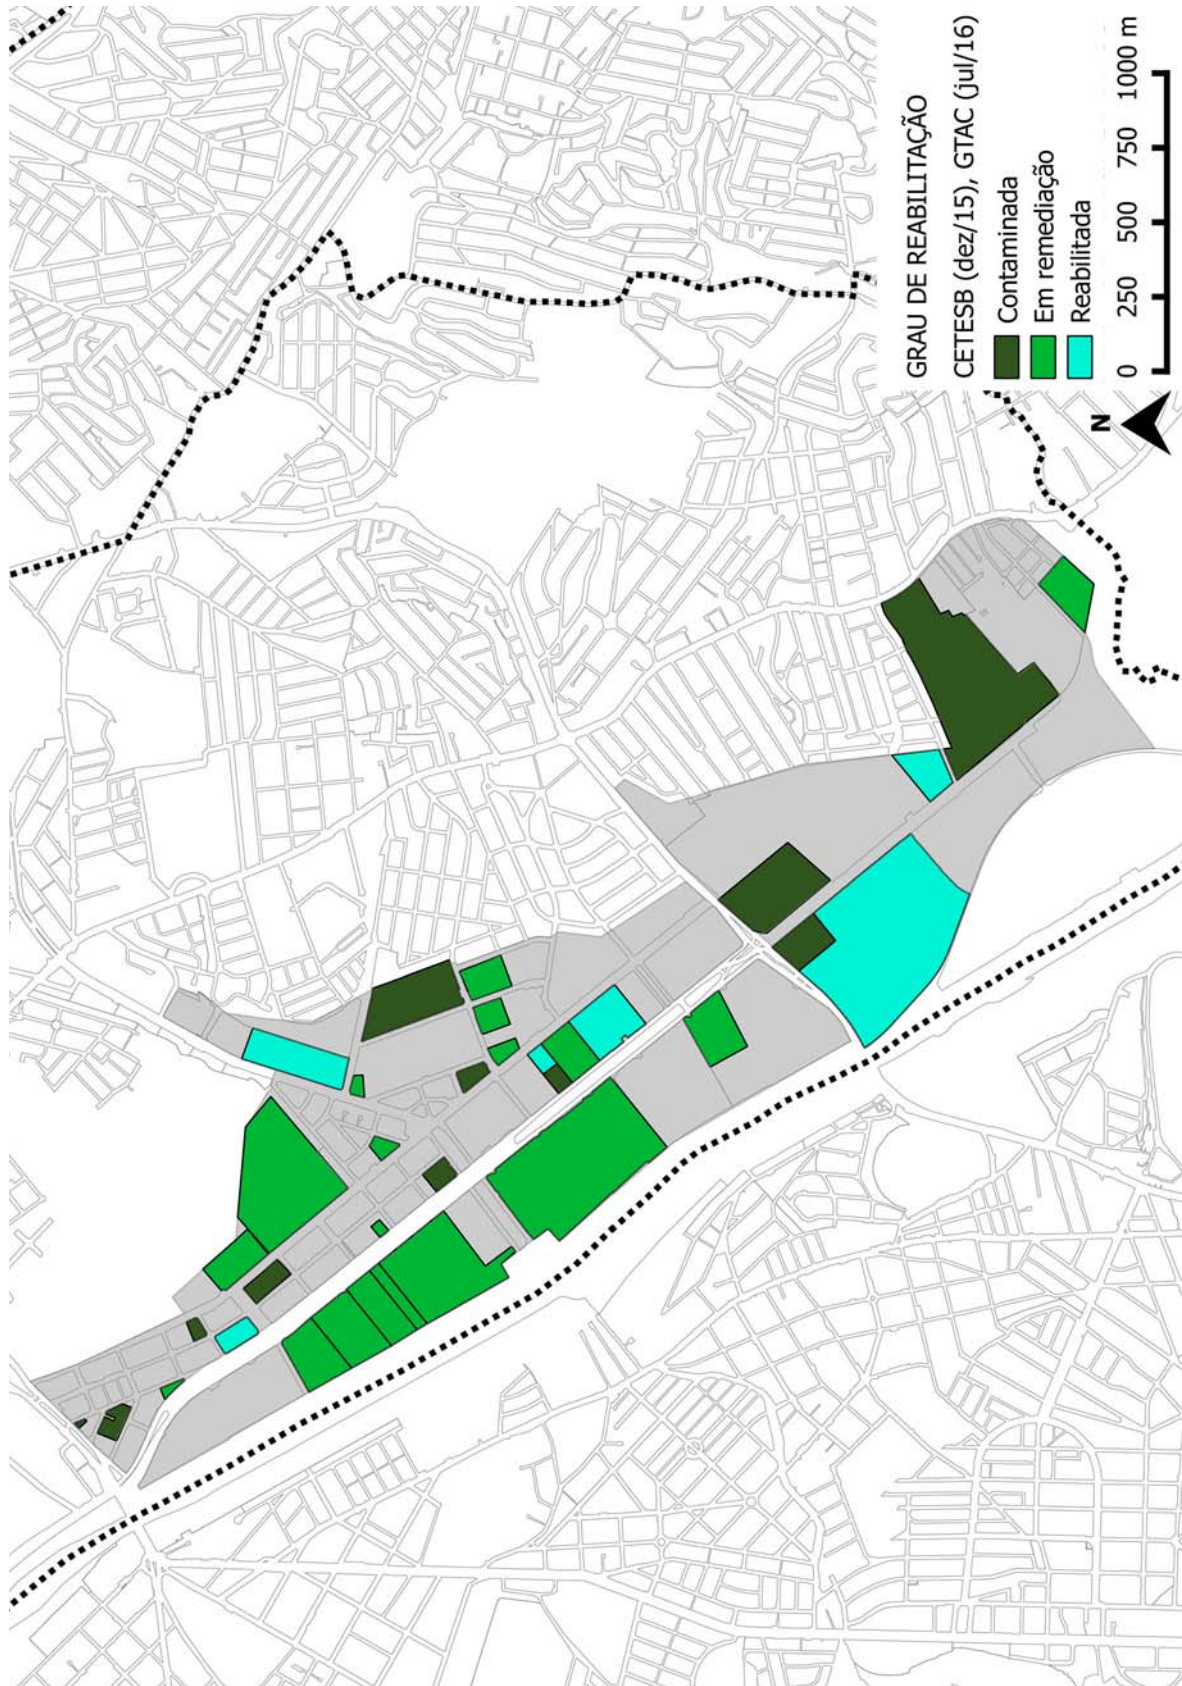 GRAU DE REABILITAÇÃO
CETESB (dez/15), GTAC (jul/16)
Contaminada
Em remediação
Reabilitada
N
0 250 500 750 1000 m